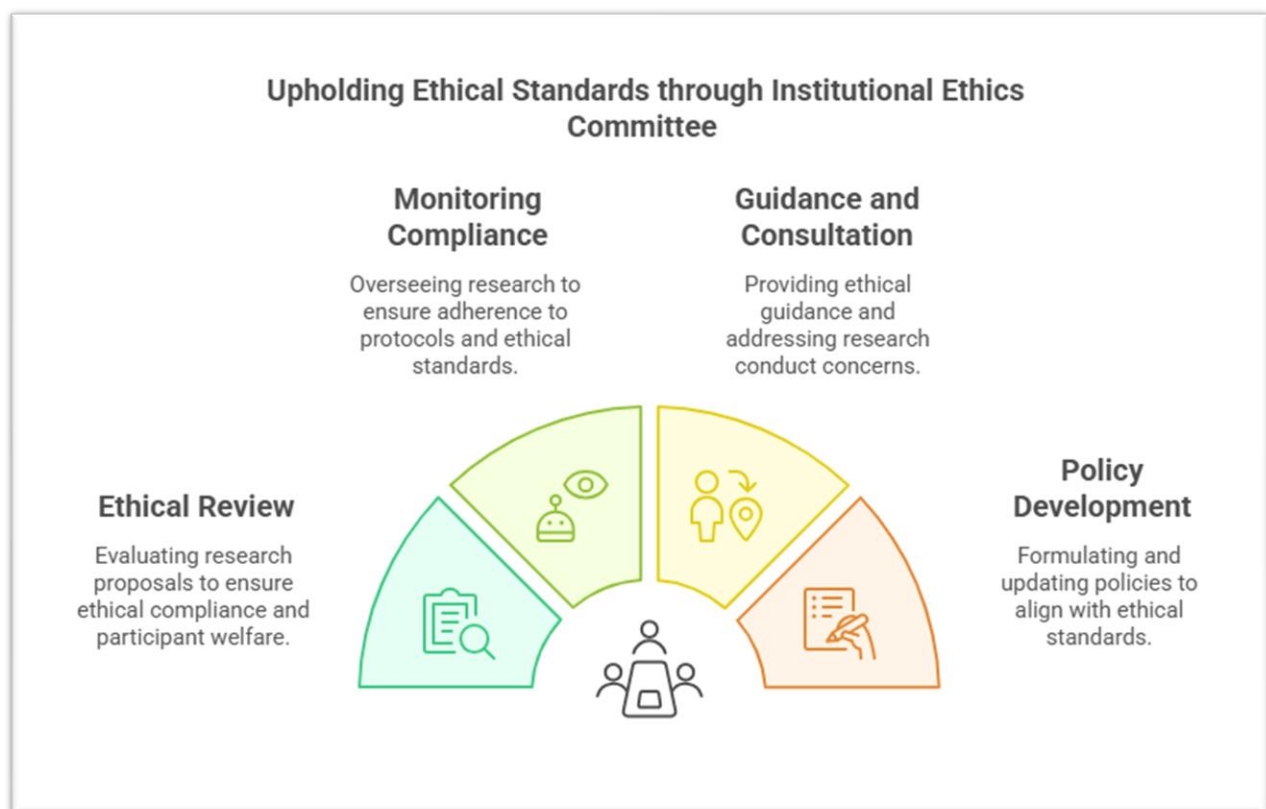 Upholding Ethical Standards through Institutional Ethics
Committee
Monitoring
Compliance
Overseeing research to
ensure adherence to
protocols and ethical
standards.
Guidance and
Consultation
Providing ethical
guidance and
addressing research
conduct concerns.
Ethical Review
Evaluating research
proposals to ensure
ethical compliance and
participant welfare.
Policy
Development
Formulating and
updating policies to
align with ethical
standards.